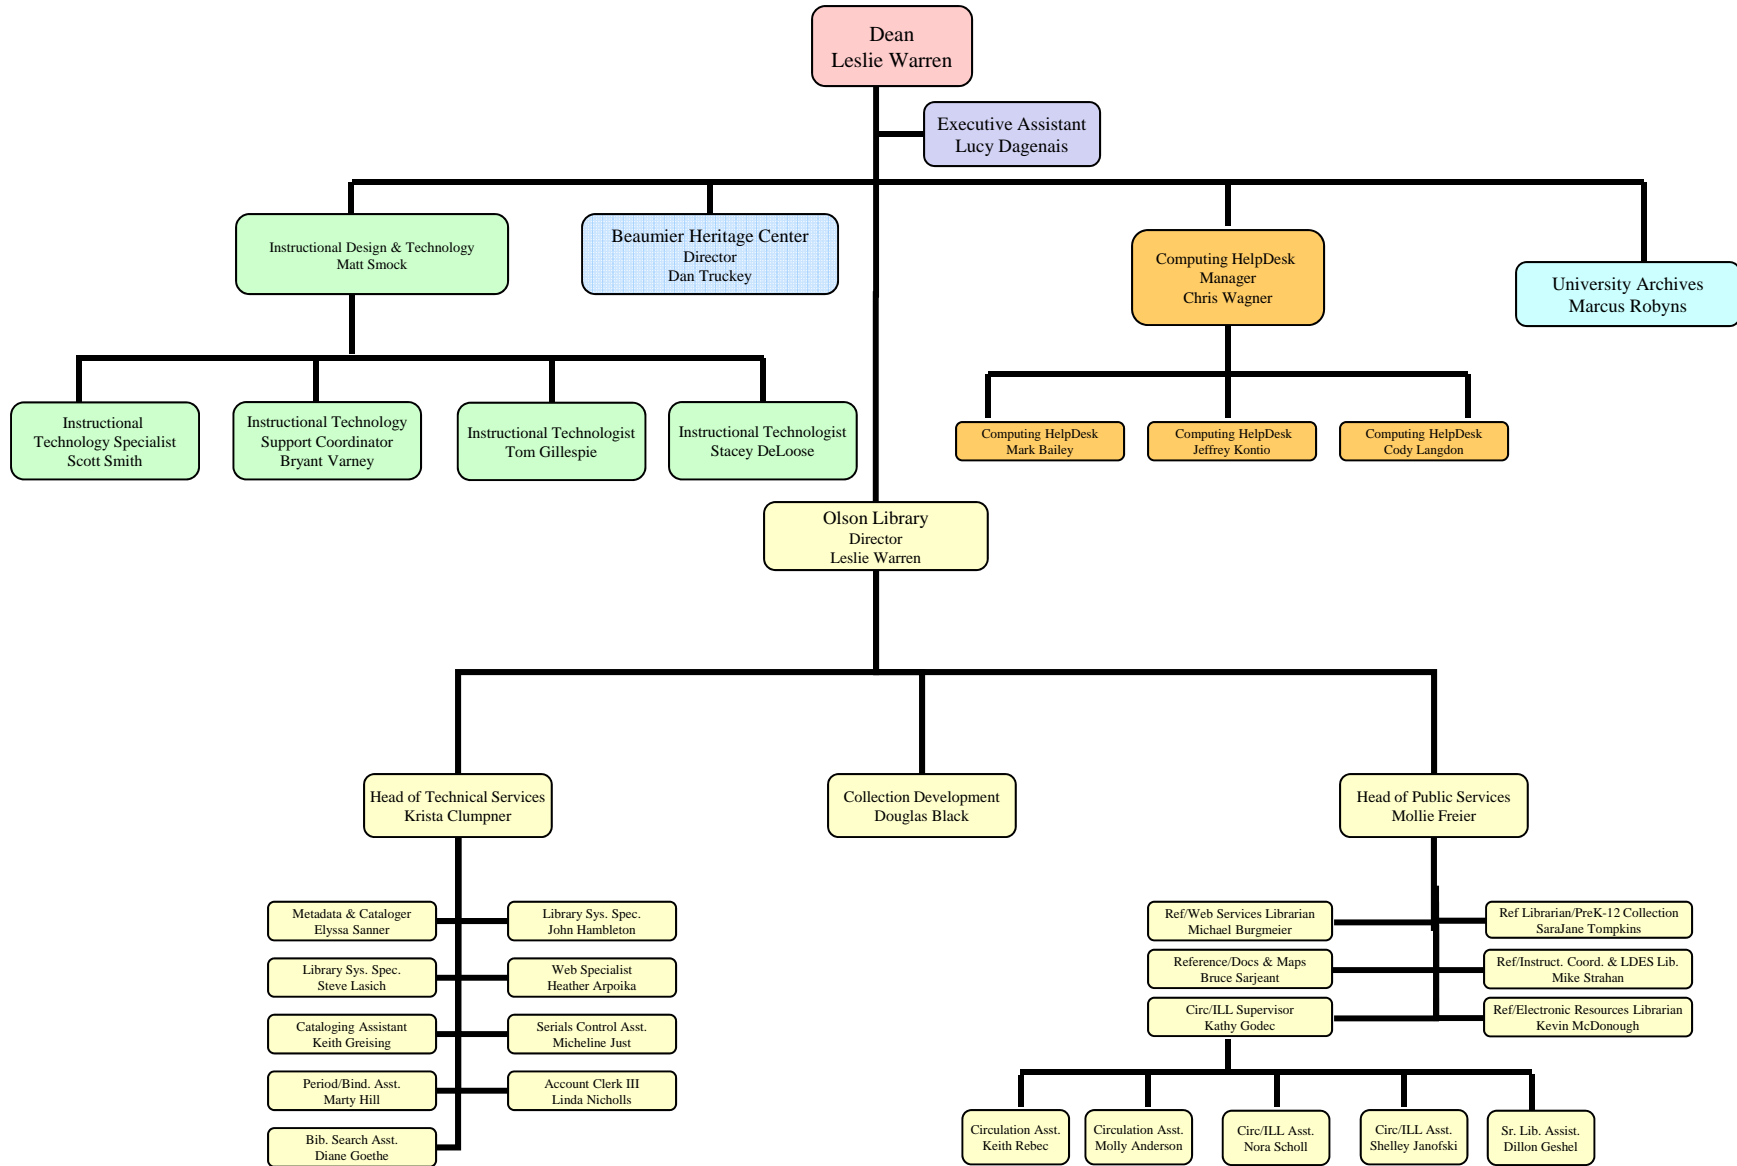 Dean
Leslie Warren
Executive Assistant
Lucy Dagenais
Instructional Design & Technology
Matt Smock
Beaumier Heritage Center
Director
Dan Truckey
Computing HelpDesk
Manager
Chris Wagner
University Archives
Marcus Robyns
Instructional
Technology Specialist
Scott Smith
Instructional Technology
Support Coordinator
Bryant Varney
Instructional Technologist
Tom Gillespie
Instructional Technologist
Stacey DeLoose
Computing HelpDesk
Mark Bailey
Computing HelpDesk
Jeffrey Kontio
Computing HelpDesk
Cody Langdon
Olson Library
Director
Leslie Warren
Head of Technical Services
Krista Clumpner
Collection Development
Douglas Black
Head of Public Services
Mollie Freier
Metadata & Cataloger
Elyssa Sanner
Library Sys. Spec.
John Hambleton
Library Sys. Spec.
Steve Lasich
Web Specialist
Heather Arpoika
Cataloging Assistant
Keith Greising
Serials Control Asst.
Micheline Just
Period/Bind. Asst.
Marty Hill
Account Clerk III
Linda Nicholls
Bib. Search Asst.
Diane Goethe
Ref/Web Services Librarian
Michael Burgmeier
Ref Librarian/PreK-12 Collection
SaraJane Tompkins
Reference/Docs & Maps
Bruce Sarjeant
Ref/Instruct. Coord. & LDES Lib.
Mike Strahan
Circ/ILL Supervisor
Kathy Godec
Ref/Electronic Resources Librarian
Kevin McDonough
Circulation Asst.
Keith Rebec
Circulation Asst.
Molly Anderson
Circ/ILL Asst.
Nora Scholl
Circ/ILL Asst.
Shelley Janofski
Sr. Lib. Assist.
Dillon Geshel